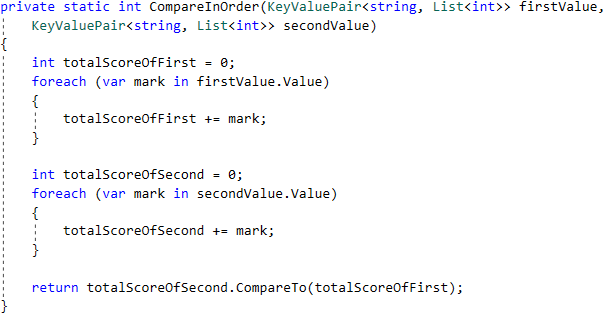 private static int CompareInOrder(KeyValuePair<string, List<int>> firstValue,
    KeyValuePair<string, List<int>> secondValue)
{
    int totalScoreOfFirst = 0;
    foreach (var mark in firstValue.Value)
    {
        totalScoreOfFirst += mark;
    }

    int totalScoreOfSecond = 0;
    foreach (var mark in secondValue.Value)
    {
        totalScoreOfSecond += mark;
    }

    return totalScoreOfSecond.CompareTo(totalScoreOfFirst);
}